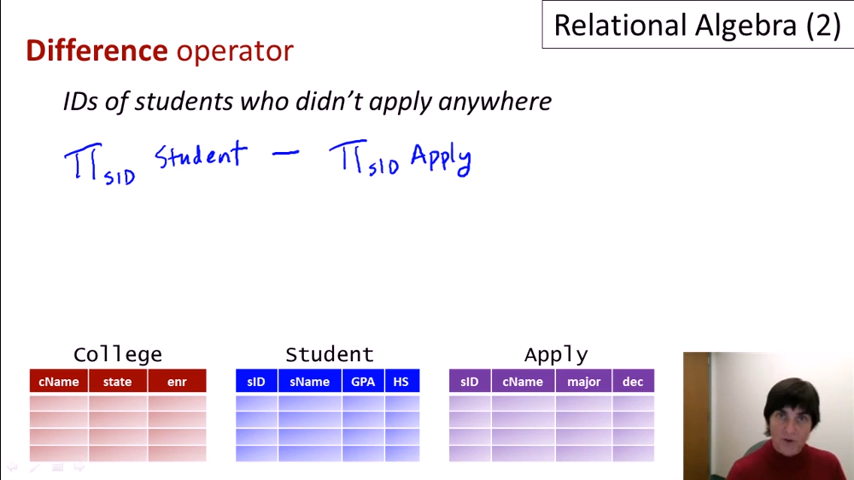 Relational Algebra (2)
Difference operator
IDs of students who didn't apply anywhere
π sID Student − π sID Apply
College Student Apply
cName state enr sID sName GPA HS sID cName major dec